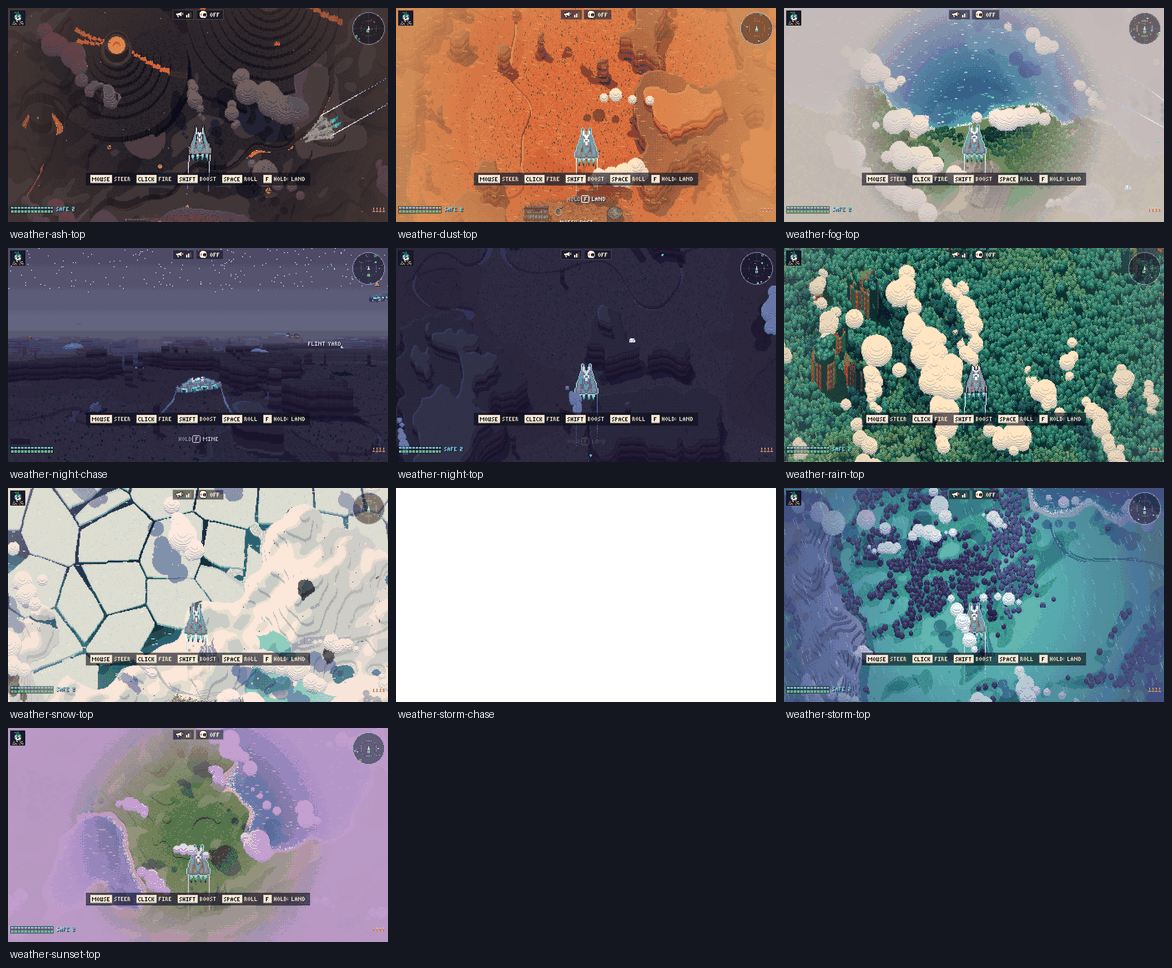 OFF
OFF
OFF
MOUSE STEER CLICK FIRE SHIFT BOOST SPACE ROLL F HOLD: LAND
MOUSE STEER CLICK FIRE SHIFT BOOST SPACE ROLL F HOLD: LAND
MOUSE STEER CLICK FIRE SHIFT BOOST SPACE ROLL F HOLD: LAND
HOLD F LAND
SAFE 2
SAFE 2
SAFE 2
weather-ash-top
weather-dust-top
weather-fog-top
OFF
OFF
OFF
FLINT YARD
MOUSE STEER CLICK FIRE SHIFT BOOST SPACE ROLL F HOLD: LAND
MOUSE STEER CLICK FIRE SHIFT BOOST SPACE ROLL F HOLD: LAND
MOUSE STEER CLICK FIRE SHIFT BOOST SPACE ROLL F HOLD: LAND
HOLD F MINE
SAFE 2
SAFE 2
weather-night-chase
weather-night-top
weather-rain-top
OFF
OFF
MOUSE STEER CLICK FIRE SHIFT BOOST SPACE ROLL F HOLD: LAND
MOUSE STEER CLICK FIRE SHIFT BOOST SPACE ROLL F HOLD: LAND
SAFE 2
SAFE 2
weather-snow-top
weather-storm-chase
weather-storm-top
OFF
MOUSE STEER CLICK FIRE SHIFT BOOST SPACE ROLL F HOLD: LAND
SAFE 2
weather-sunset-top